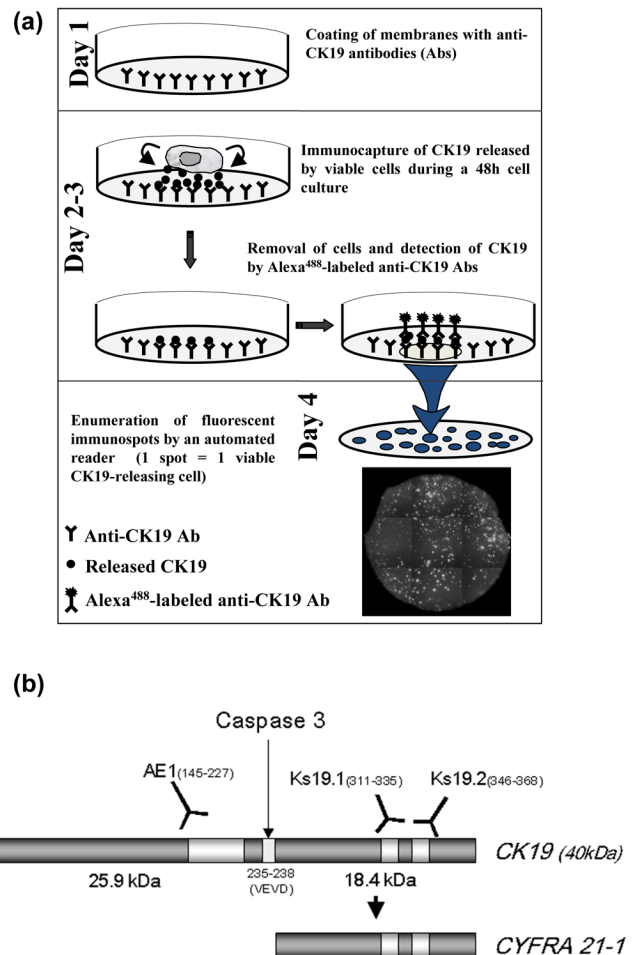 (a)
Day 1
Coating of membranes with anti-
CK19 antibodies (Abs)
Day 2-3
Immunocapture of CK19 released
by viable cells during a 48h cell
culture
Removal of cells and detection of CK19
by Alexa488-labeled anti-CK19 Abs
Day 4
Enumeration of fluorescent
immunospots by an automated
reader (1 spot = 1 viable
CK19-releasing cell)
Anti-CK19 Ab
Released CK19
Alexa488-labeled anti-CK19 Ab
(b)
Caspase 3
AE1(145-227)
Ks19.1(311-335)
Ks19.2(346-368)
CK19 (40kDa)
25.9 kDa
235-238
(VEVD)
18.4 kDa
CYFRA 21-1